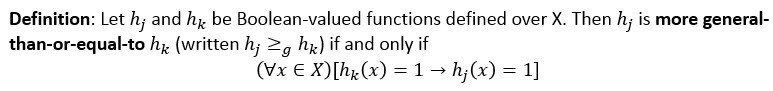 Definition: Let hⱼ and hₖ be Boolean-valued functions defined over X. Then hⱼ is more general-
than-or-equal-to hₖ (written hⱼ ≥g hₖ) if and only if
(∀x ∈ X)[hₖ(x) = 1 → hⱼ(x) = 1]